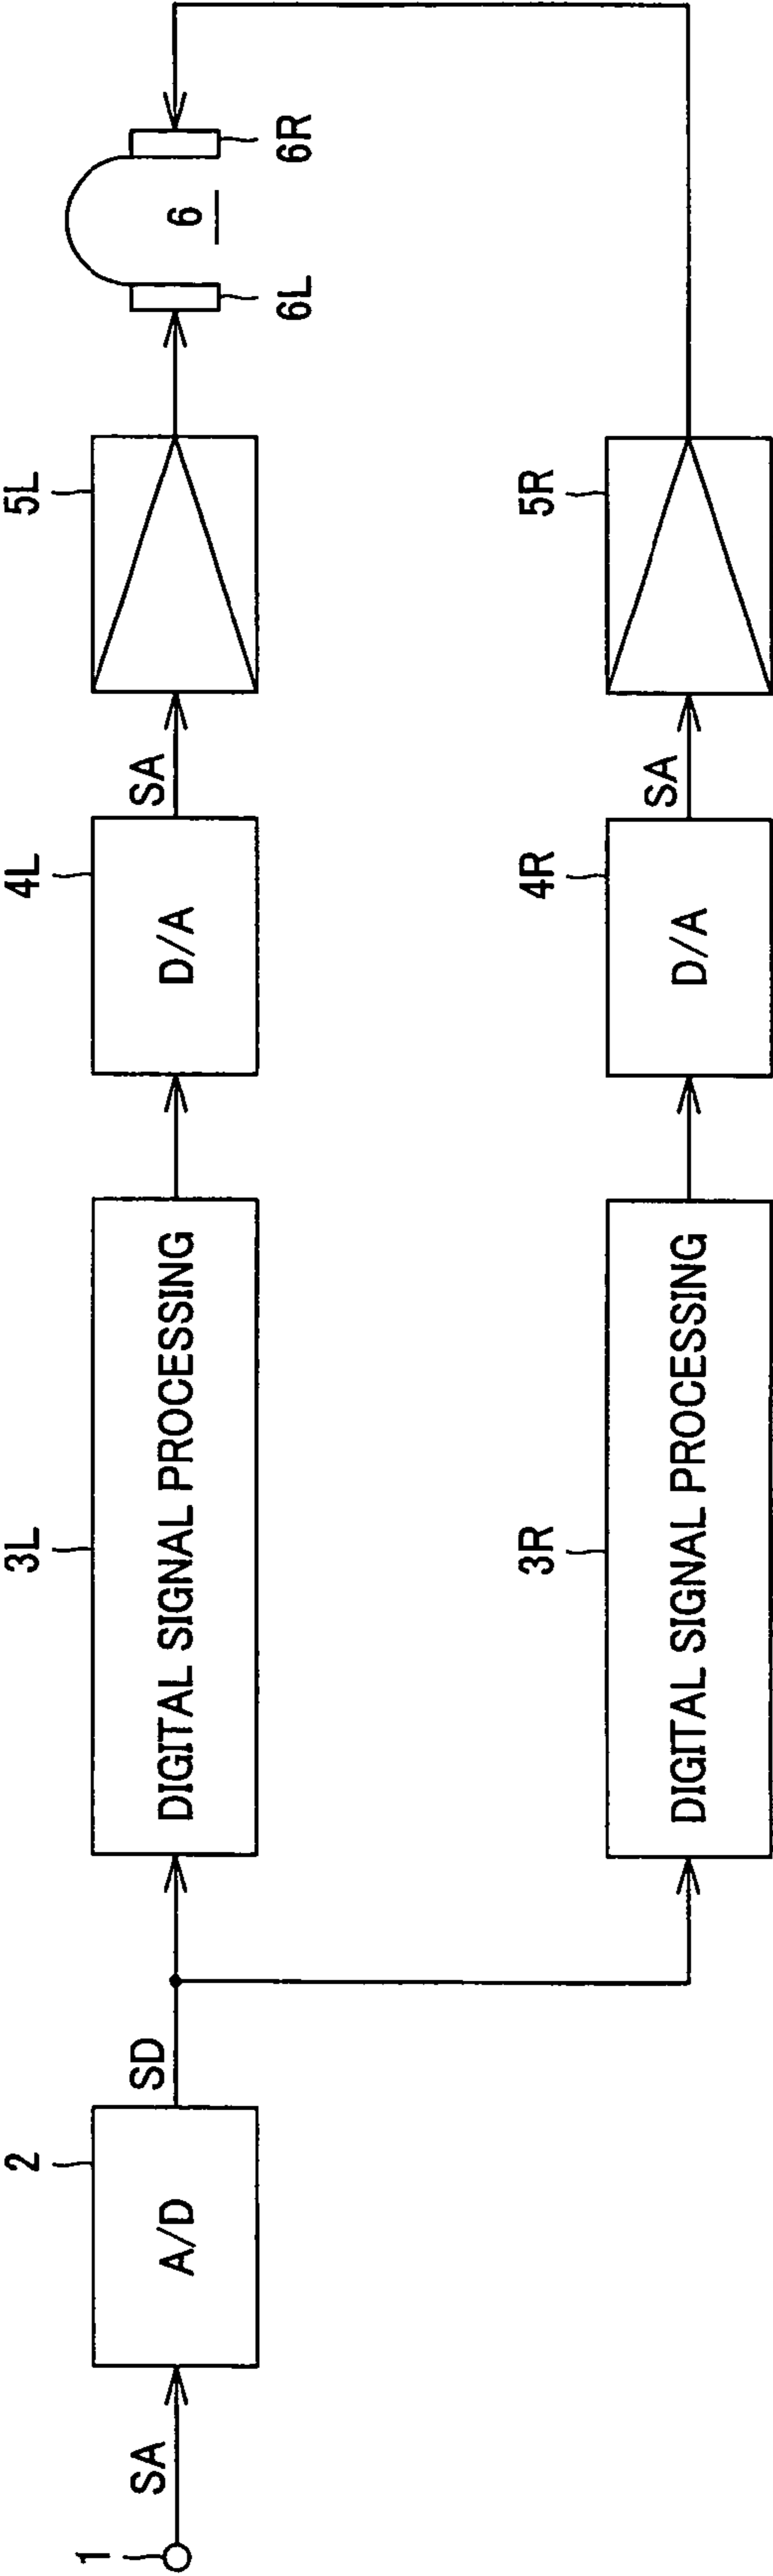 1
SA
2
A/D
SD
3L
DIGITAL SIGNAL PROCESSING
4L
D/A
SA
5L
6L
6
6R
3R
DIGITAL SIGNAL PROCESSING
4R
D/A
SA
5R